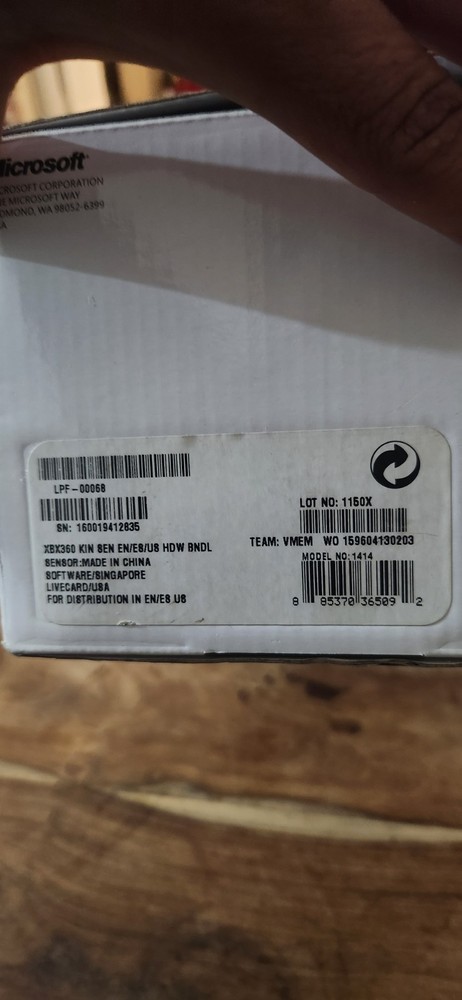 Microsoft
CROSOFT CORPORATION
E MICROSOFT WAY
DMOND, WA 98052-6399
A
LPF-00068
SN: 160019412835
XBX360 KIN SEN EN/ES/US HDW BNDL
SENSOR:MADE IN CHINA
SOFTWARE/SINGAPORE
LIVECARD/USA
FOR DISTRIBUTION IN EN/ES US
LOT NO: 1150X
TEAM: VMEM WO 159604130203
MODEL NO:1414
8 85370 36509 2